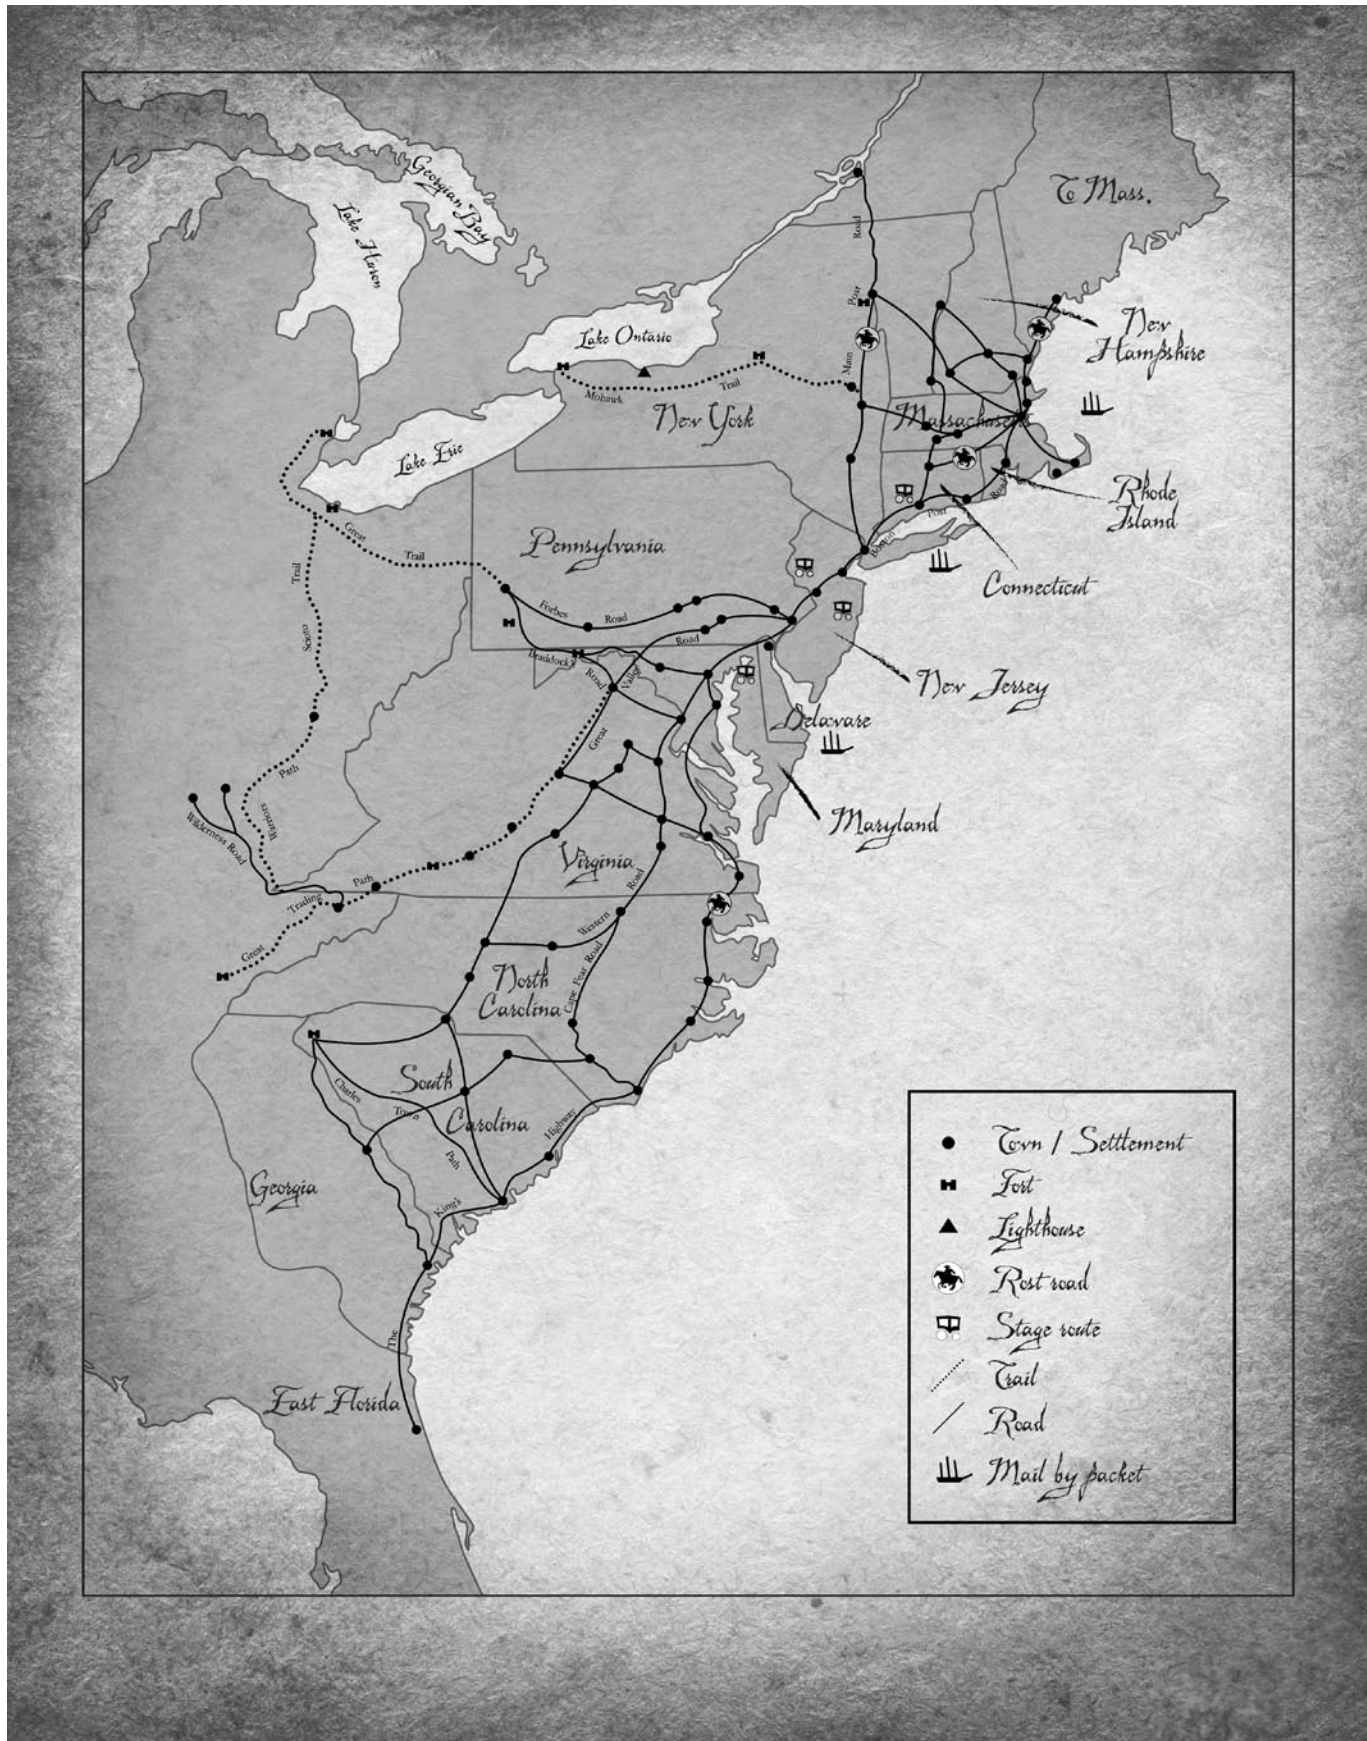 Georgian Bay
Lake Huron
To Mass.
Road
Post
Main
New
Hampshire
Lake Ontario
Mohawk
Trail
New York
Massachusetts
Lake Erie
Rhode
Island
Road
Post
Boston
Connecticut
Great
Trail
Pennsylvania
Trail
Scioto
Forbes
Road
Road
Braddock's
Road
Valley
Great
New Jersey
Delaware
Maryland
Path
Warriors
Wilderness Road
Virginia
Road
Path
Trading
Great
Western
Cape Fear Road
North
Carolina
South
Carolina
Charles
Town
Path
Highway
King's
The
Georgia
East Florida
Town / Settlement
Fort
Lighthouse
Post road
Stage route
Trail
Road
Mail by packet